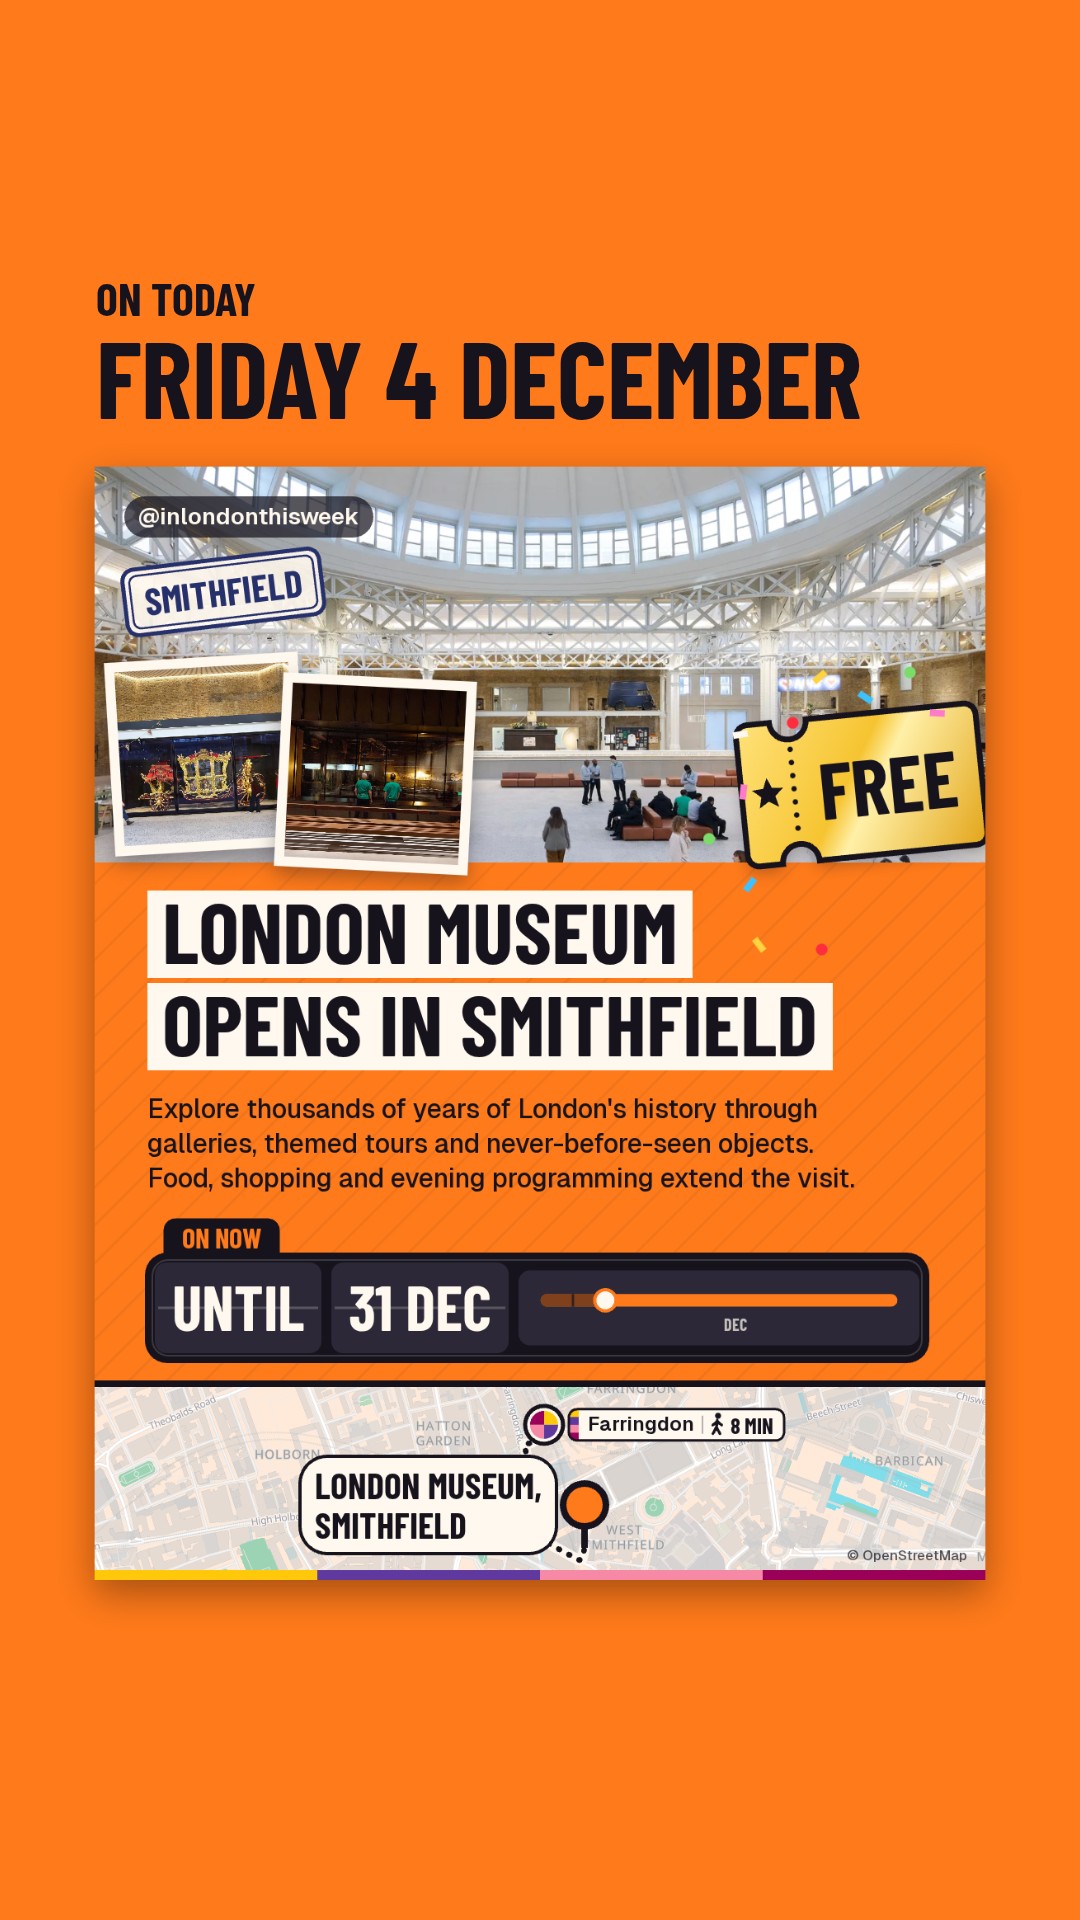 ON TODAY
FRIDAY 4 DECEMBER
@inlondonthisweek
SMITHFIELD
FREE
LONDON MUSEUM
OPENS IN SMITHFIELD
Explore thousands of years of London's history through
galleries, themed tours and never-before-seen objects.
Food, shopping and evening programming extend the visit.
ON NOW
UNTIL
31 DEC
DEC
FARRINGDON
Theobalds Road
HATTON
GARDEN
Farringdon
8 MIN
Beech Street
HOLBORN
BARBICAN
LONDON MUSEUM,
SMITHFIELD
WEST
© OpenStreetMap